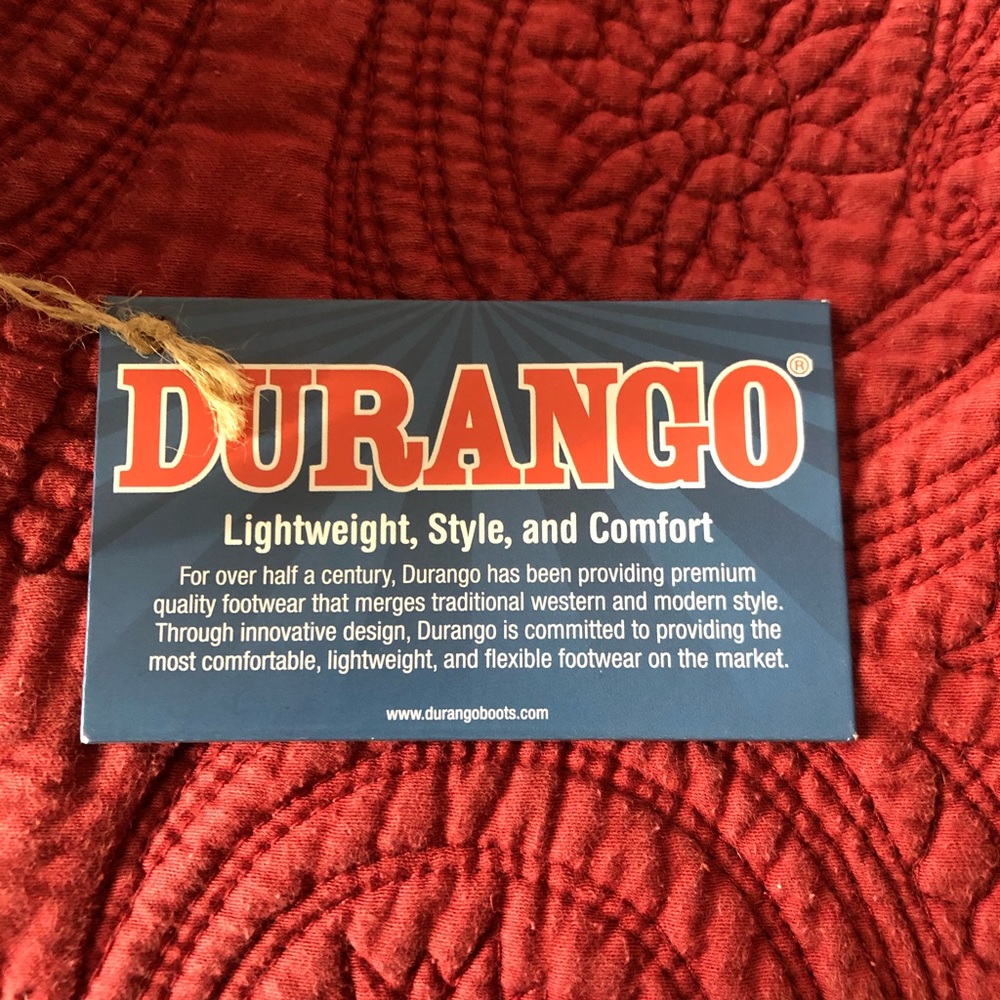 DURANGO®
Lightweight, Style, and Comfort
For over half a century, Durango has been providing premium
quality footwear that merges traditional western and modern style.
Through innovative design, Durango is committed to providing the
most comfortable, lightweight, and flexible footwear on the market.
www.durangoboots.com